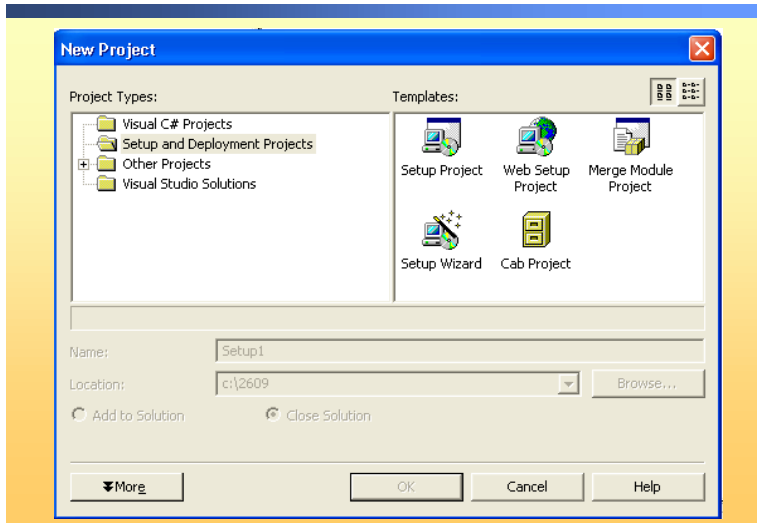 New Project
Project Types:
Templates:
Visual C# Projects
Setup and Deployment Projects
Other Projects
Visual Studio Solutions
Setup Project
Web Setup
Project
Merge Module
Project
Setup Wizard
Cab Project
Name:
Setup1
Location:
c:\2609
Browse...
Add to Solution
Close Solution
More
OK
Cancel
Help